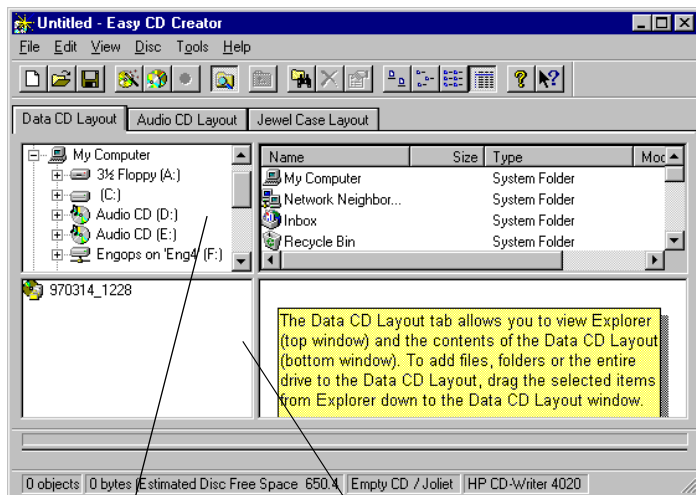 Untitled - Easy CD Creator
File Edit View Disc Tools Help
Data CD Layout Audio CD Layout Jewel Case Layout
My Computer
3½ Floppy (A:)
(C:)
Audio CD (D:)
Audio CD (E:)
Engops on 'Eng4' (F:)
Name Size Type Moc
My Computer System Folder
Network Neighbor... System Folder
Inbox System Folder
Recycle Bin System Folder
970314_1228
The Data CD Layout tab allows you to view Explorer
(top window) and the contents of the Data CD Layout
(bottom window). To add files, folders or the entire
drive to the Data CD Layout, drag the selected items
from Explorer down to the Data CD Layout window.
0 objects 0 bytes (Estimated Disc Free Space 650.4 Empty CD / Joliet HP CD-Writer 4020